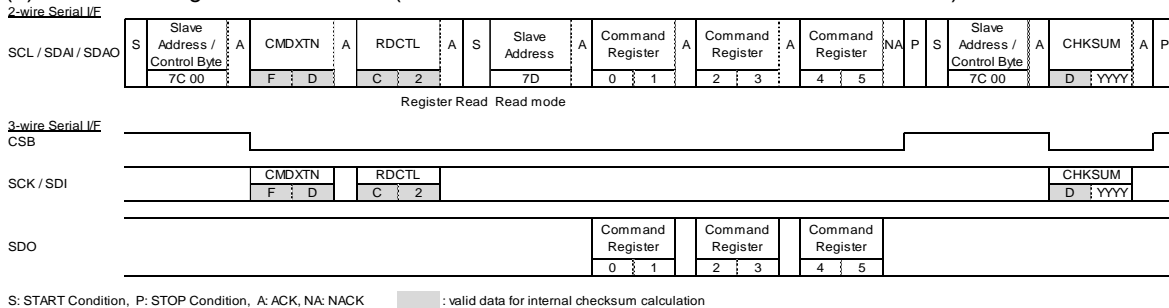 2-wire Serial I/F
SCL / SDAI / SDAO
S
Slave
Address /
Control Byte
7C 00
A
CMDXTN
F D
A
RDCTL
C 2
A
S
Slave
Address
7D
A
Command
Register
0 1
A
Command
Register
2 3
A
Command
Register
4 5
NA
P
S
Slave
Address /
Control Byte
7C 00
A
CHKSUM
D YYYY
A
P
Register Read Read mode
3-wire Serial I/F
CSB
SCK / SDI
CMDXTN
F D
RDCTL
C 2
CHKSUM
D YYYY
SDO
Command
Register
0 1
Command
Register
2 3
Command
Register
4 5
S: START Condition, P: STOP Condition, A: ACK, NA: NACK : valid data for internal checksum calculation